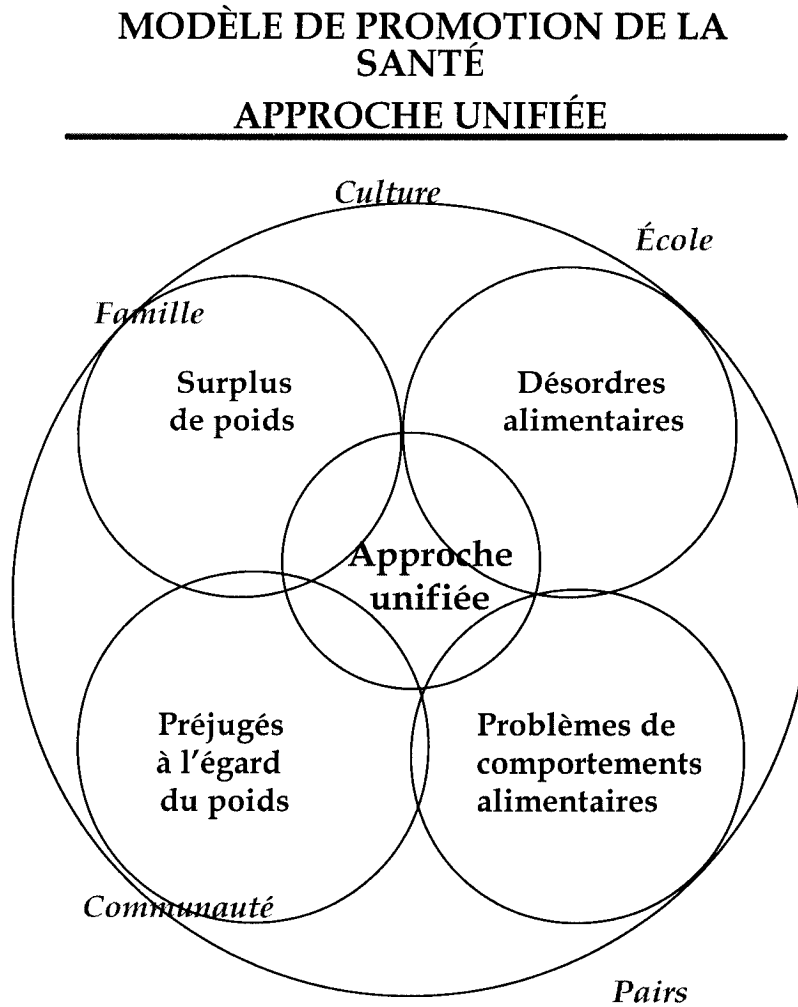 MODÈLE DE PROMOTION DE LA
SANTÉ
APPROCHE UNIFIÉE
Culture
École
Famille
Surplus
de poids
Désordres
alimentaires
Approche
unifiée
Préjugés
à l'égard
du poids
Problèmes de
comportements
alimentaires
Communauté
Pairs